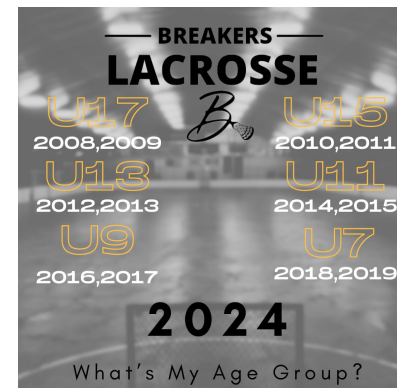 BREAKERS
LACROSSE
B
U17
2008,2009
U15
2010,2011
U13
2012,2013
U11
2014,2015
U9
2016,2017
U7
2018,2019
2024
What's My Age Group?